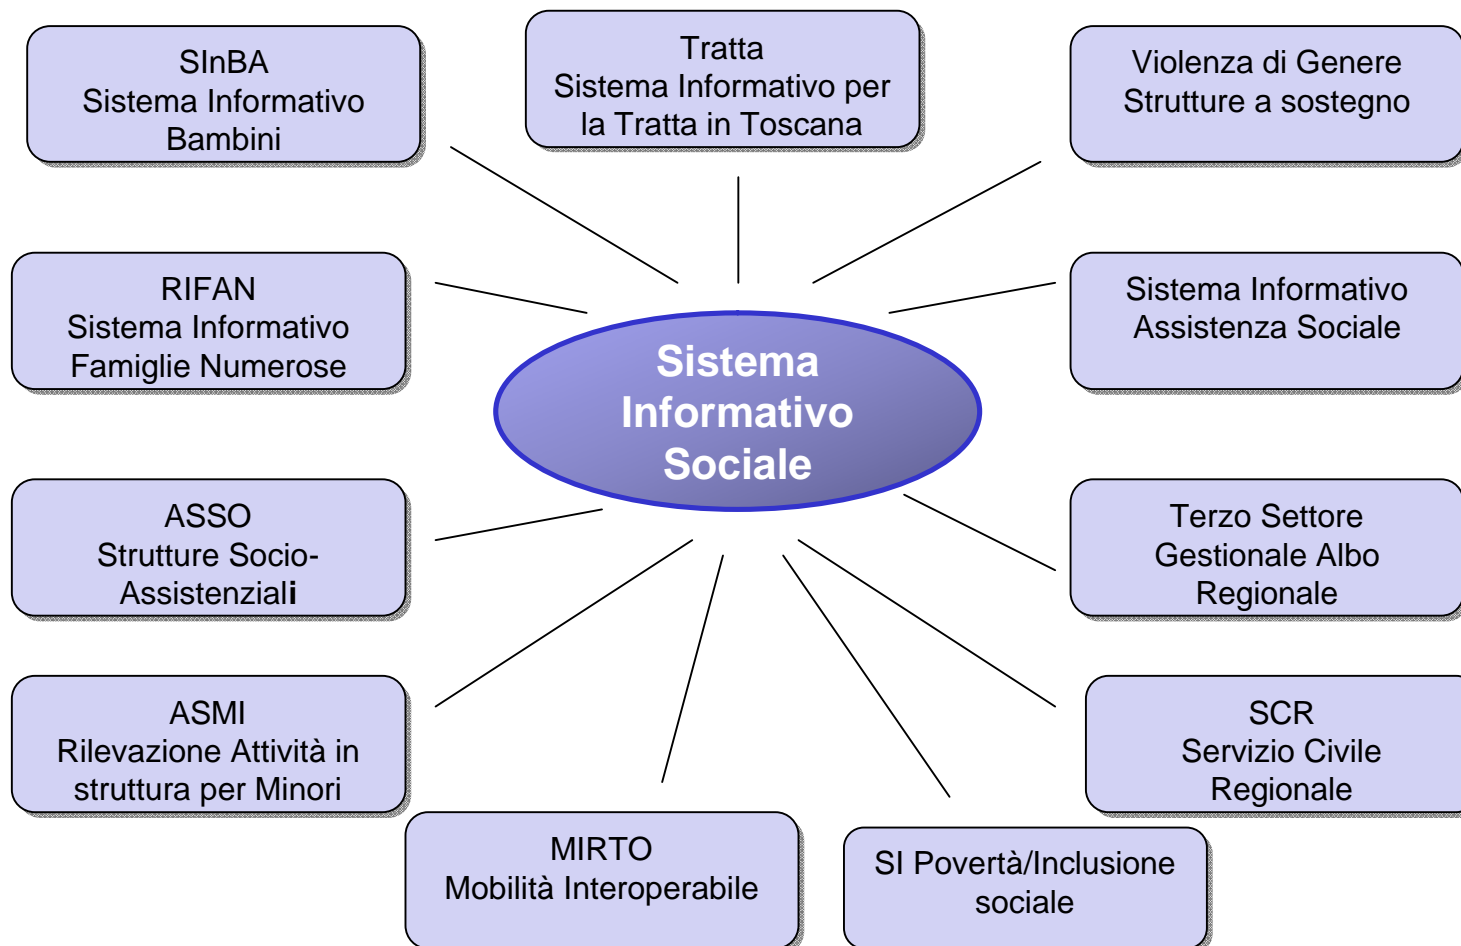 SInBA
Sistema Informativo
Bambini
Tratta
Sistema Informativo per
la Tratta in Toscana
Violenza di Genere
Strutture a sostegno
RIFAN
Sistema Informativo
Famiglie Numerose
Sistema Informativo
Assistenza Sociale
Sistema
Informativo
Sociale
ASSO
Strutture Socio-
Assistenziali
Terzo Settore
Gestionale Albo
Regionale
ASMI
Rilevazione Attività in
struttura per Minori
SCR
Servizio Civile
Regionale
MIRTO
Mobilità Interoperabile
SI Povertà/Inclusione
sociale